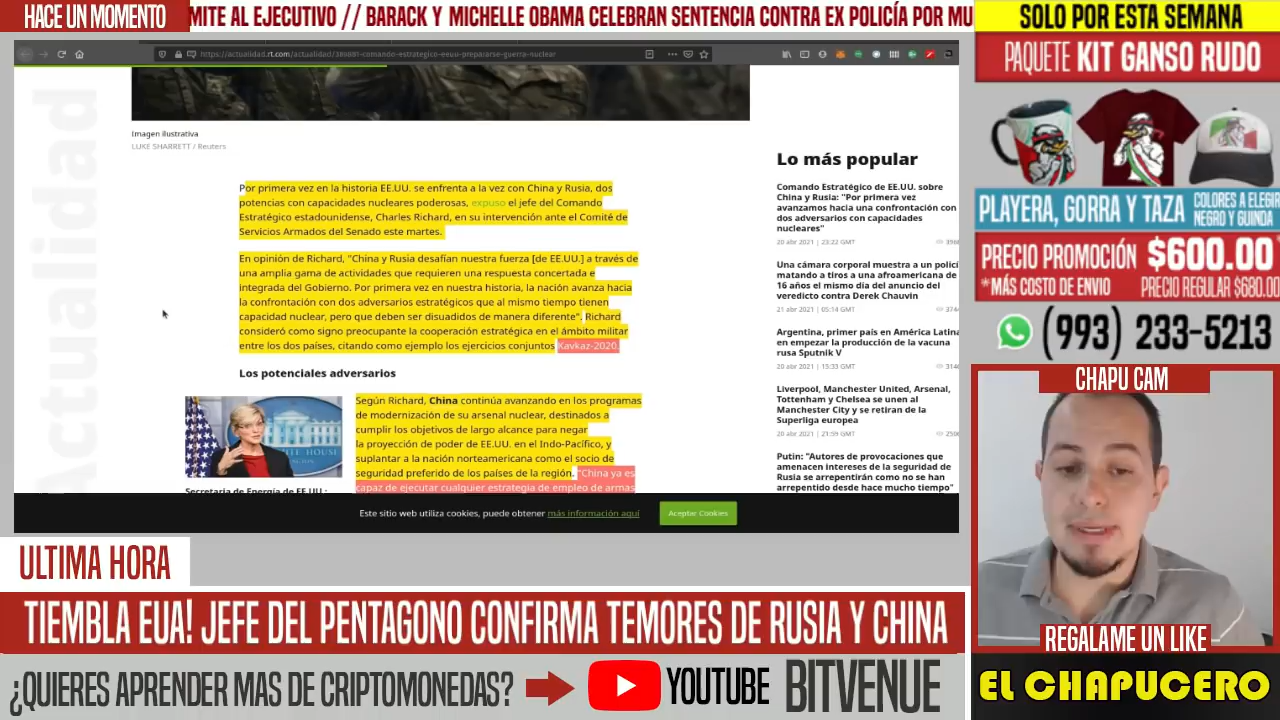 HACE UN MOMENTO
MITE AL EJECUTIVO // BARACK Y MICHELLE OBAMA CELEBRAN SENTENCIA CONTRA EX POLICÍA POR MU
SOLO POR ESTA SEMANA
PAQUETE KIT GANSO RUDO
PLAYERA, GORRA Y TAZA
COLORES A ELEGIR
NEGRO Y GUINDA
PRECIO PROMOCIÓN $600.00
*MÁS COSTO DE ENVIO
PRECIO REGULAR $680.00
(993) 233-5213
CHAPU CAM
REGALAME UN LIKE
EL CHAPUCERO
https://actualidad.rt.com/actualidad/389881-comando-estrategico-eeuu-prepararse-guerra-nuclear
Actualidad
Imagen ilustrativa
LUKE SHARRETT / Reuters
Por primera vez en la historia EE.UU. se enfrenta a la vez con China y Rusia, dos
potencias con capacidades nucleares poderosas, expuso el jefe del Comando
Estratégico estadounidense, Charles Richard, en su intervención ante el Comité de
Servicios Armados del Senado este martes.
En opinión de Richard, "China y Rusia desafían nuestra fuerza [de EE.UU.] a través de
una amplia gama de actividades que requieren una respuesta concertada e
integrada del Gobierno. Por primera vez en nuestra historia, la nación avanza hacia
la confrontación con dos adversarios estratégicos que al mismo tiempo tienen
capacidad nuclear, pero que deben ser disuadidos de manera diferente". Richard
consideró como signo preocupante la cooperación estratégica en el ámbito militar
entre los dos países, citando como ejemplo los ejercicios conjuntos Kavkaz-2020.
Los potenciales adversarios
Según Richard, China continúa avanzando en los programas
de modernización de su arsenal nuclear, destinados a
cumplir los objetivos de largo alcance para negar
la proyección de poder de EE.UU. en el Indo-Pacífico, y
suplantar a la nación norteamericana como el socio de
seguridad preferido de los países de la región. "China ya es
capaz de ejecutar cualquier estrategia de empleo de armas
Secretaria de Energía de EE.UU.:
Lo más popular
Comando Estratégico de EE.UU. sobre
China y Rusia: "Por primera vez
avanzamos hacia una confrontación con
dos adversarios con capacidades
nucleares"
20 abr 2021 | 23:22 GMT
Una cámara corporal muestra a un polici
matando a tiros a una afroamericana de
16 años el mismo día del anuncio del
veredicto contra Derek Chauvin
21 abr 2021 | 05:14 GMT
Argentina, primer país en América Latina
en empezar la producción de la vacuna
rusa Sputnik V
20 abr 2021 | 15:33 GMT
Liverpool, Manchester United, Arsenal,
Tottenham y Chelsea se unen al
Manchester City y se retiran de la
Superliga europea
20 abr 2021 | 21:59 GMT
Putin: "Autores de provocaciones que
amenacen intereses de la seguridad de
Rusia se arrepentirán como no se han
arrepentido desde hace mucho tiempo"
Este sitio web utiliza cookies, puede obtener más información aquí
Aceptar Cookies
ULTIMA HORA
TIEMBLA EUA! JEFE DEL PENTAGONO CONFIRMA TEMORES DE RUSIA Y CHINA
¿QUIERES APRENDER MAS DE CRIPTOMONEDAS?
YOUTUBE BITVENUE